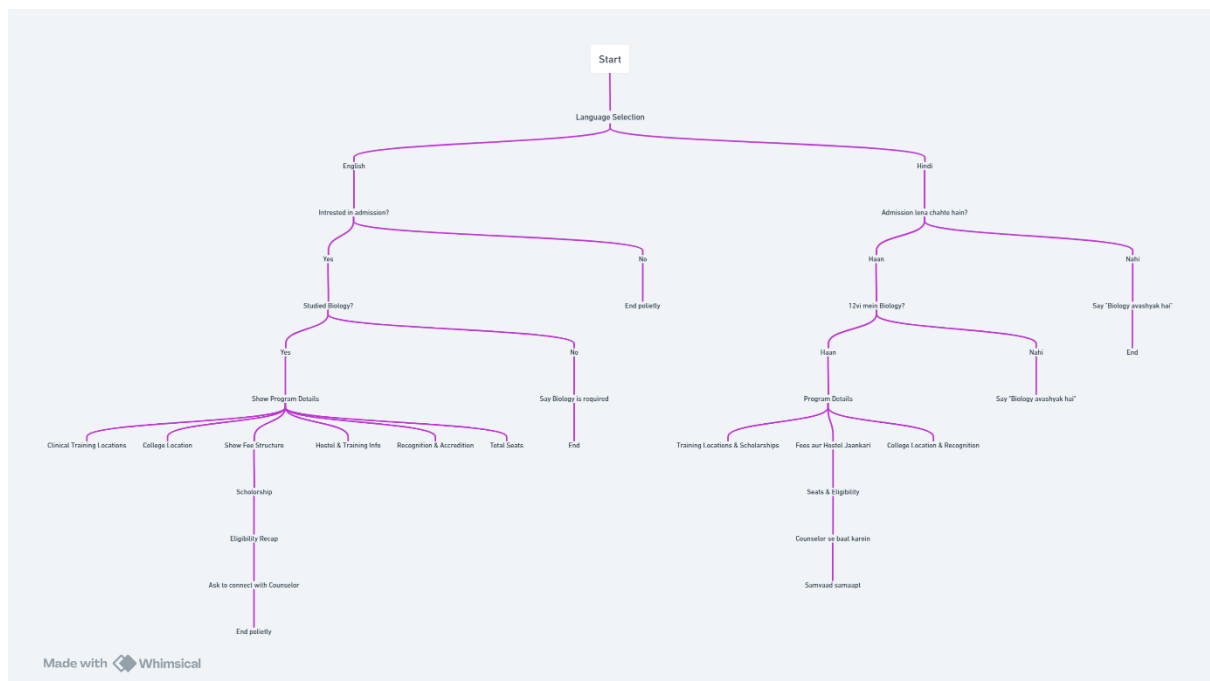 Start
Language Selection
English
Hindi
Intrested in admission?
Admission lena chahte hain?
Yes
No
Haan
Nahi
Studied Biology?
End polietly
12vi mein Biology?
Say "Biology avashyak hai"
Yes
No
Haan
Nahi
End
Show Program Details
Say Biology is required
Program Details
Say "Biology avashyak hai"
Clinical Training Locations
College Location
Show Fee Structure
Hostel & Training Info
Recognition & Accredition
Total Seats
End
Training Locations & Scholarships
Fees aur Hostel Jaankari
College Location & Recognition
Scholorship
Seats & Eligibility
Eligibility Recap
Counselor se baat karein
Ask to connect with Counselor
Samvaad samaapt
End polietly
Made with Whimsical